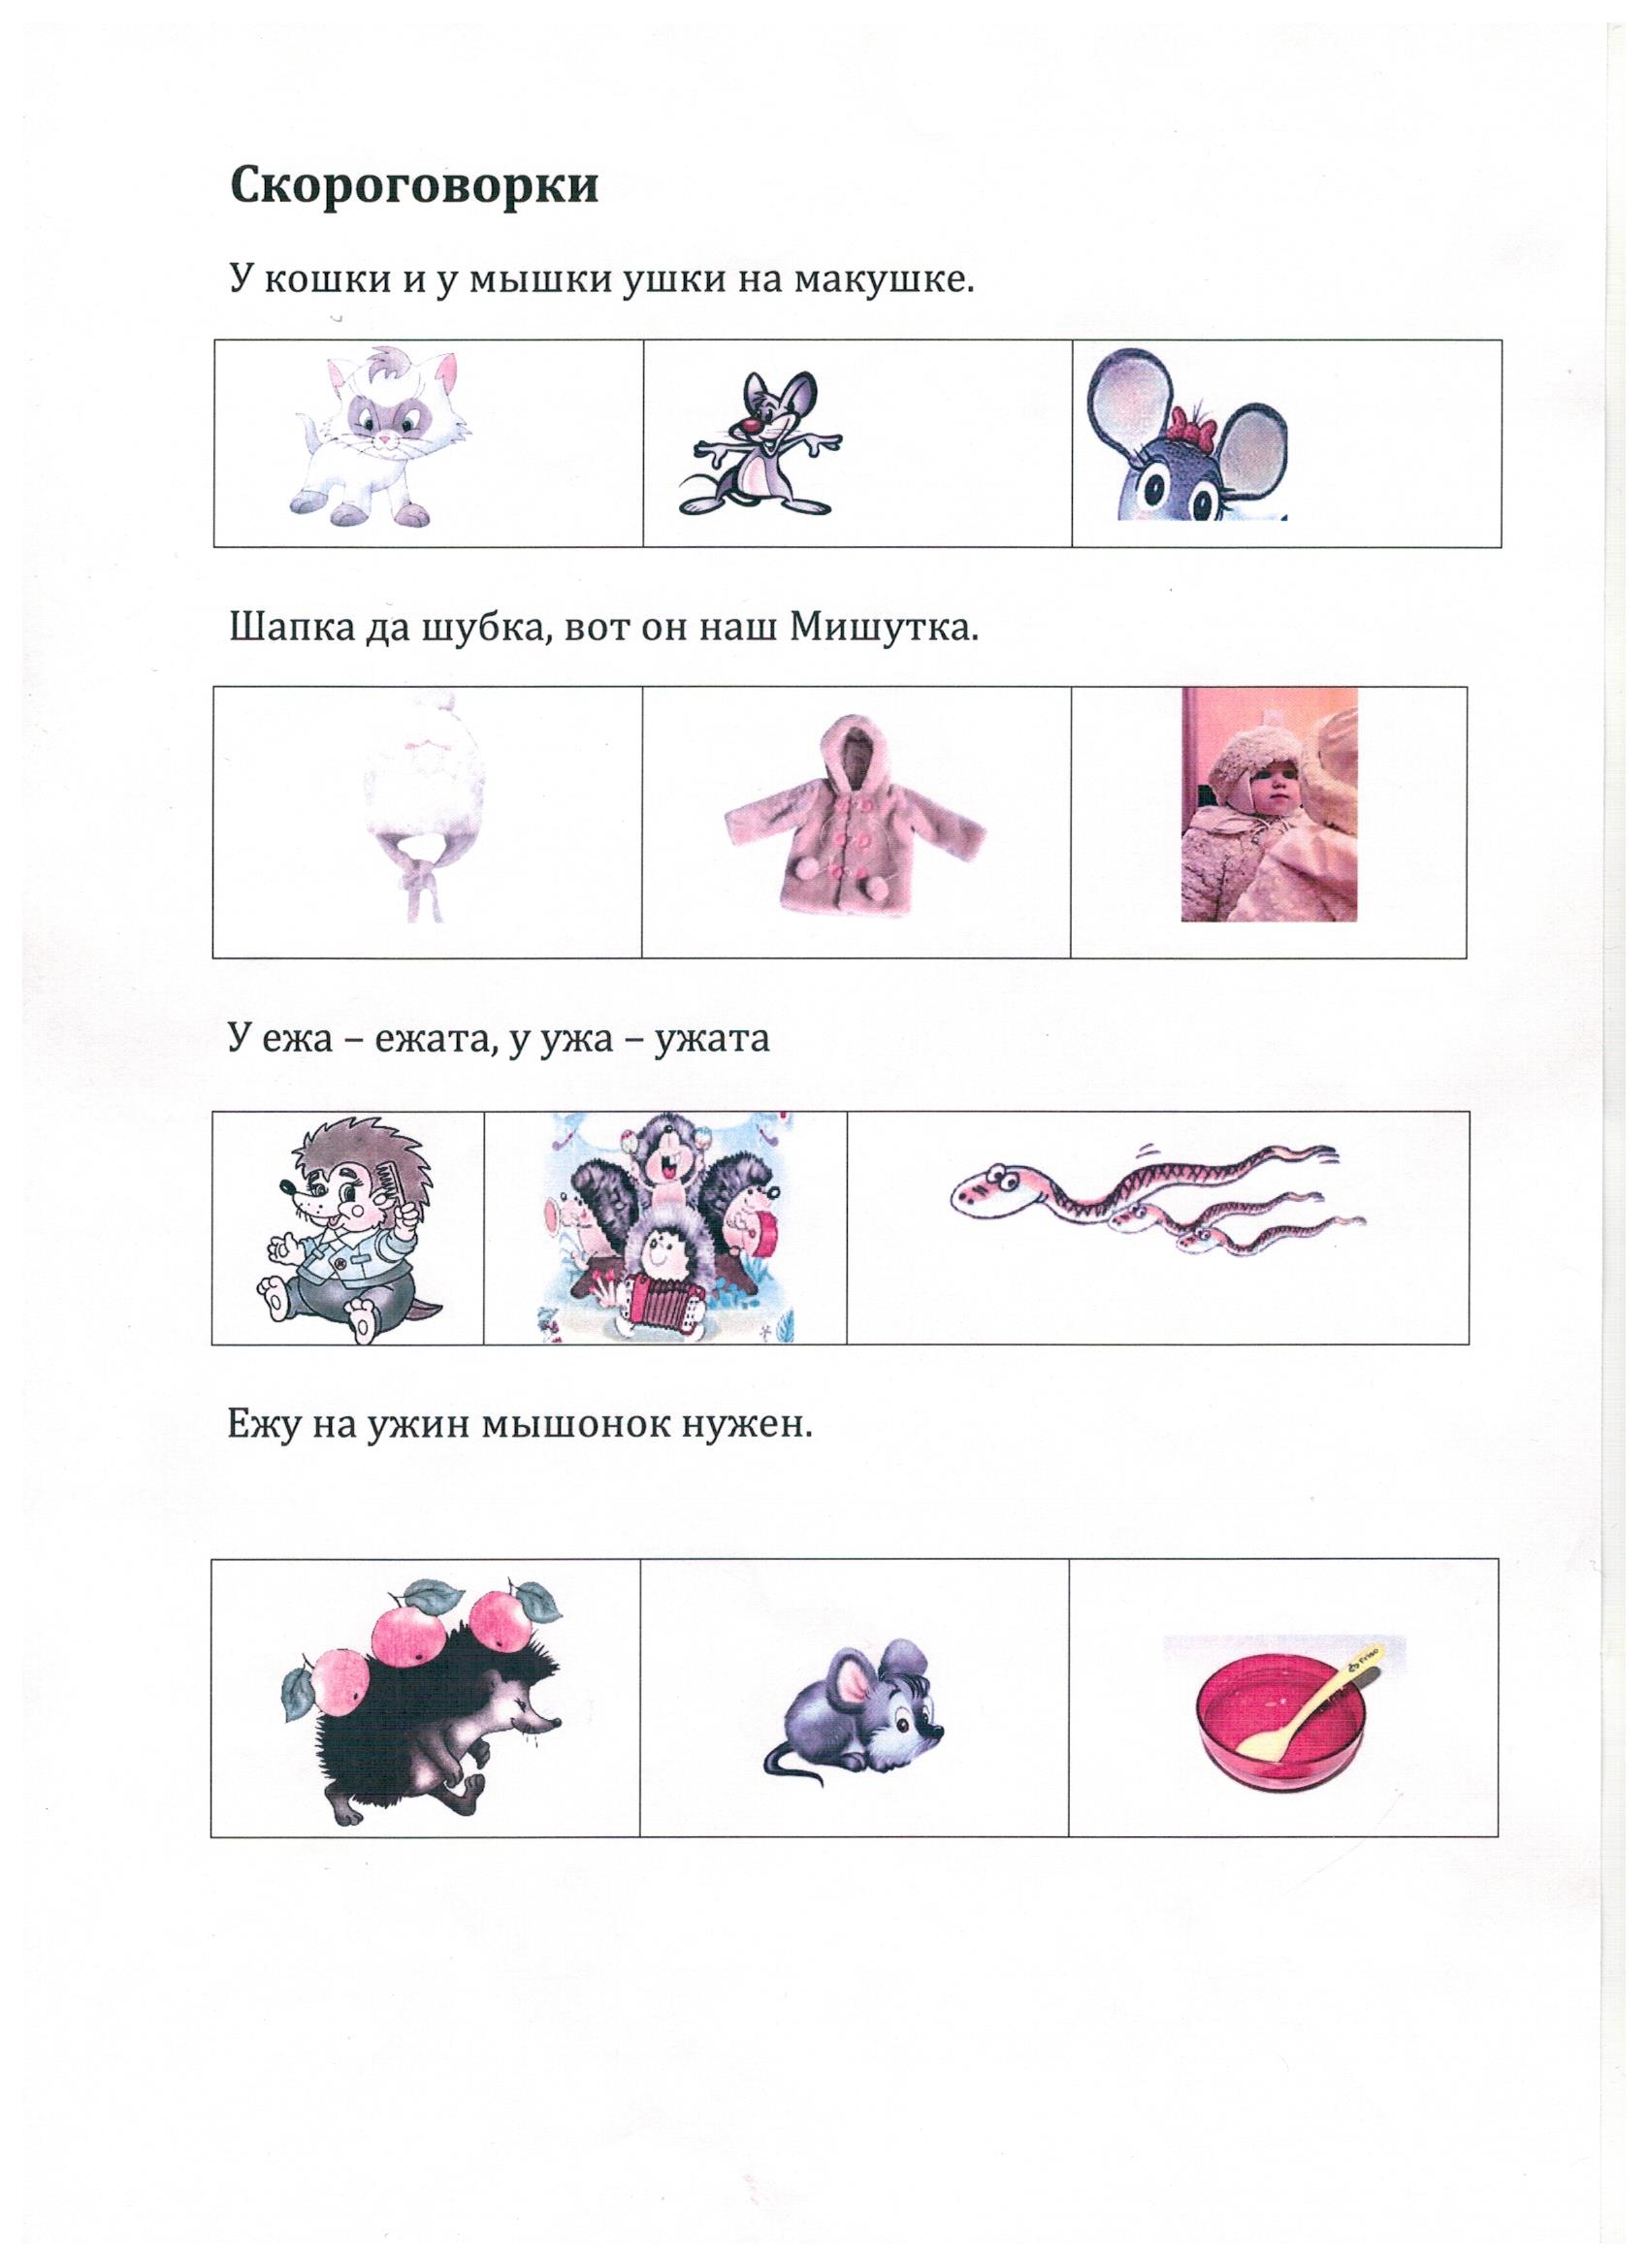 Скороговорки
У кошки и у мышки ушки на макушке.
Шапка да шубка, вот он наш Мишутка.
У ежа – ежата, у ужа – ужата
Ежу на ужин мышонок нужен.
Friso